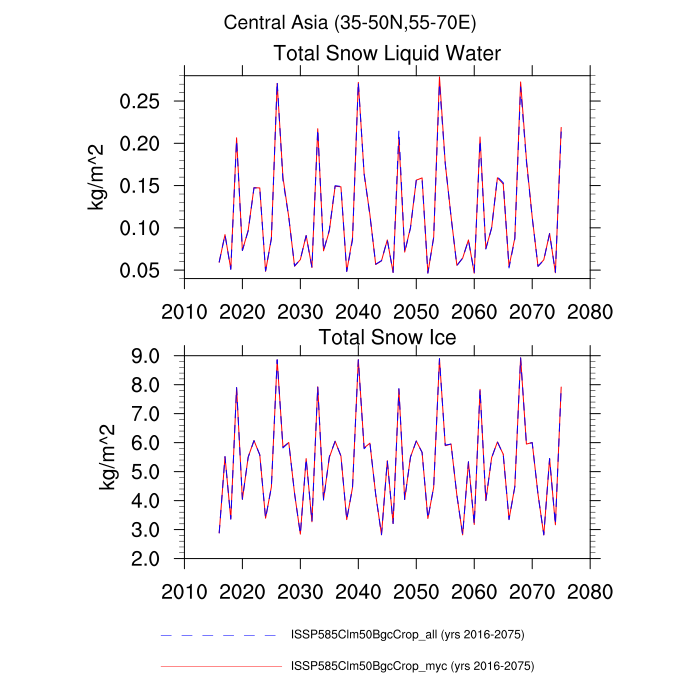 Central Asia (35-50N,55-70E)
Total Snow Liquid Water
0.25
0.20
0.15
0.10
0.05
kg/m^2
2010 2020 2030 2040 2050 2060 2070 2080
Total Snow Ice
9.0
8.0
7.0
6.0
5.0
4.0
3.0
2.0
kg/m^2
2010 2020 2030 2040 2050 2060 2070 2080
ISSP585Clm50BgcCrop_all (yrs 2016-2075)
ISSP585Clm50BgcCrop_myc (yrs 2016-2075)